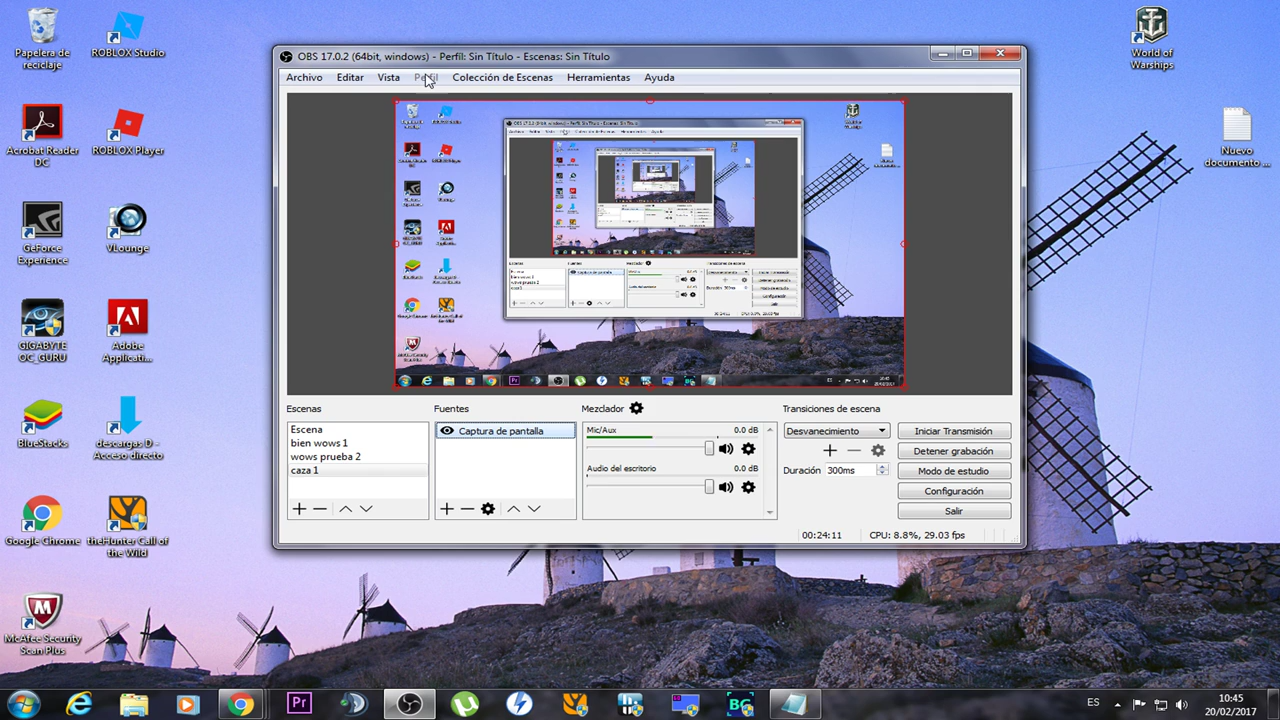 Papelera de
reciclaje
ROBLOX Studio
World of
Warships
Acrobat Reader
DC
ROBLOX Player
Nuevo
documento ...
GeForce
Experience
VLounge
GIGABYTE
OC_GURU
Adobe
Applicati...
BlueStacks
descargas D -
Acceso directo
Google Chrome
theHunter Call of
the Wild
McAfee Security
Scan Plus
OBS 17.0.2 (64bit, windows) - Perfil: Sin Título - Escenas: Sin Título
Archivo Editar Vista Perfil Colección de Escenas Herramientas Ayuda
Escenas
Escena
bien wows 1
wows prueba 2
caza 1
Fuentes
Captura de pantalla
Mezclador
Mic/Aux 0.0 dB
Audio del escritorio 0.0 dB
Transiciones de escena
Desvanecimiento
Duración 300ms
Iniciar Transmisión
Detener grabación
Modo de estudio
Configuración
Salir
00:24:11 CPU: 8.8%, 29.03 fps
Pr
BG
ES
10:45
20/02/2017